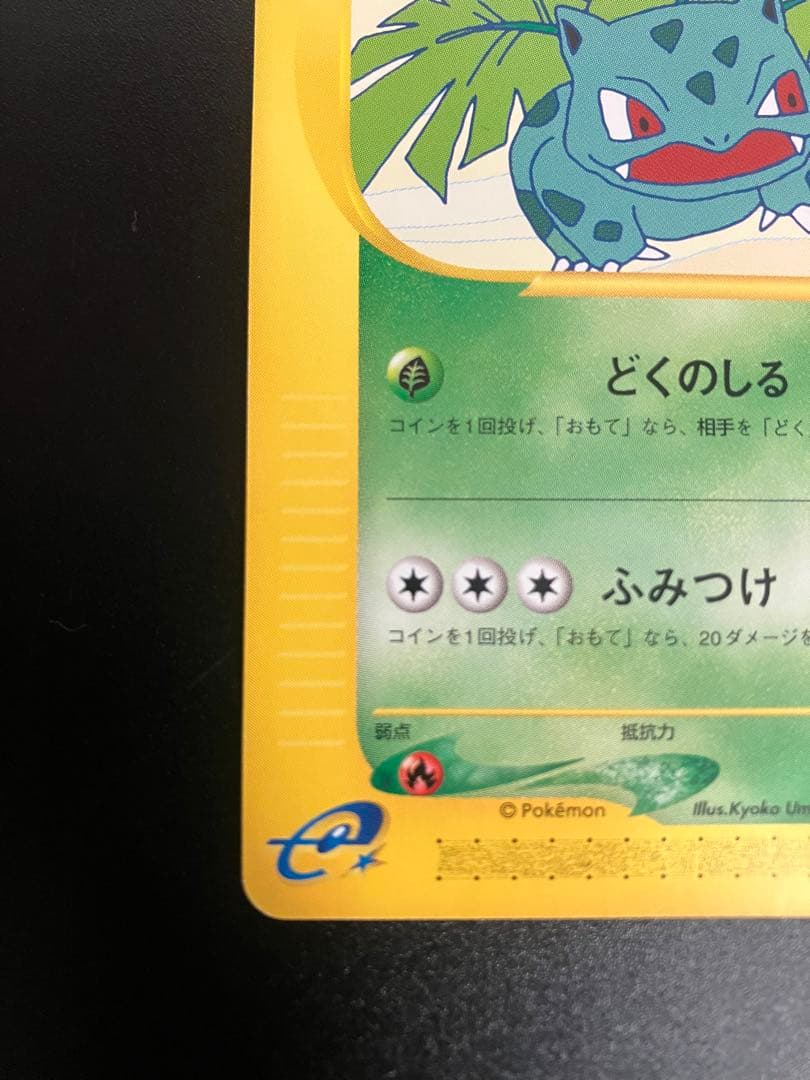 どくのしる
コインを1回投げ、「おもて」なら、相手を「どく
ふみつけ
コインを1回投げ、「おもて」なら、20ダメージを
弱点 抵抗力
© Pokémon Illus.Kyoko Um
e